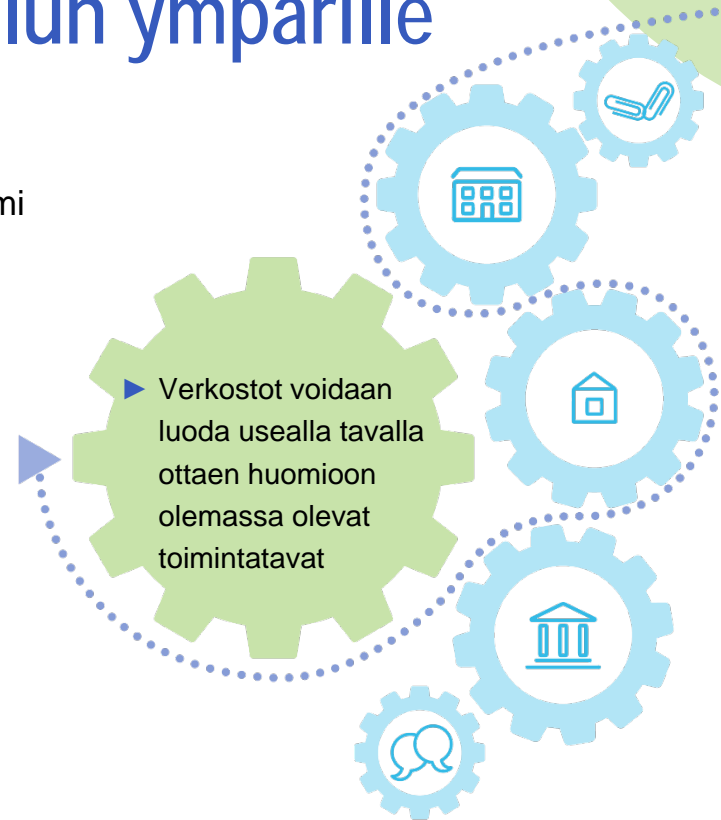 lun ympärille
mi
Verkostot voidaan
luoda usealla tavalla
ottaen huomioon
olemassa olevat
toimintatavat